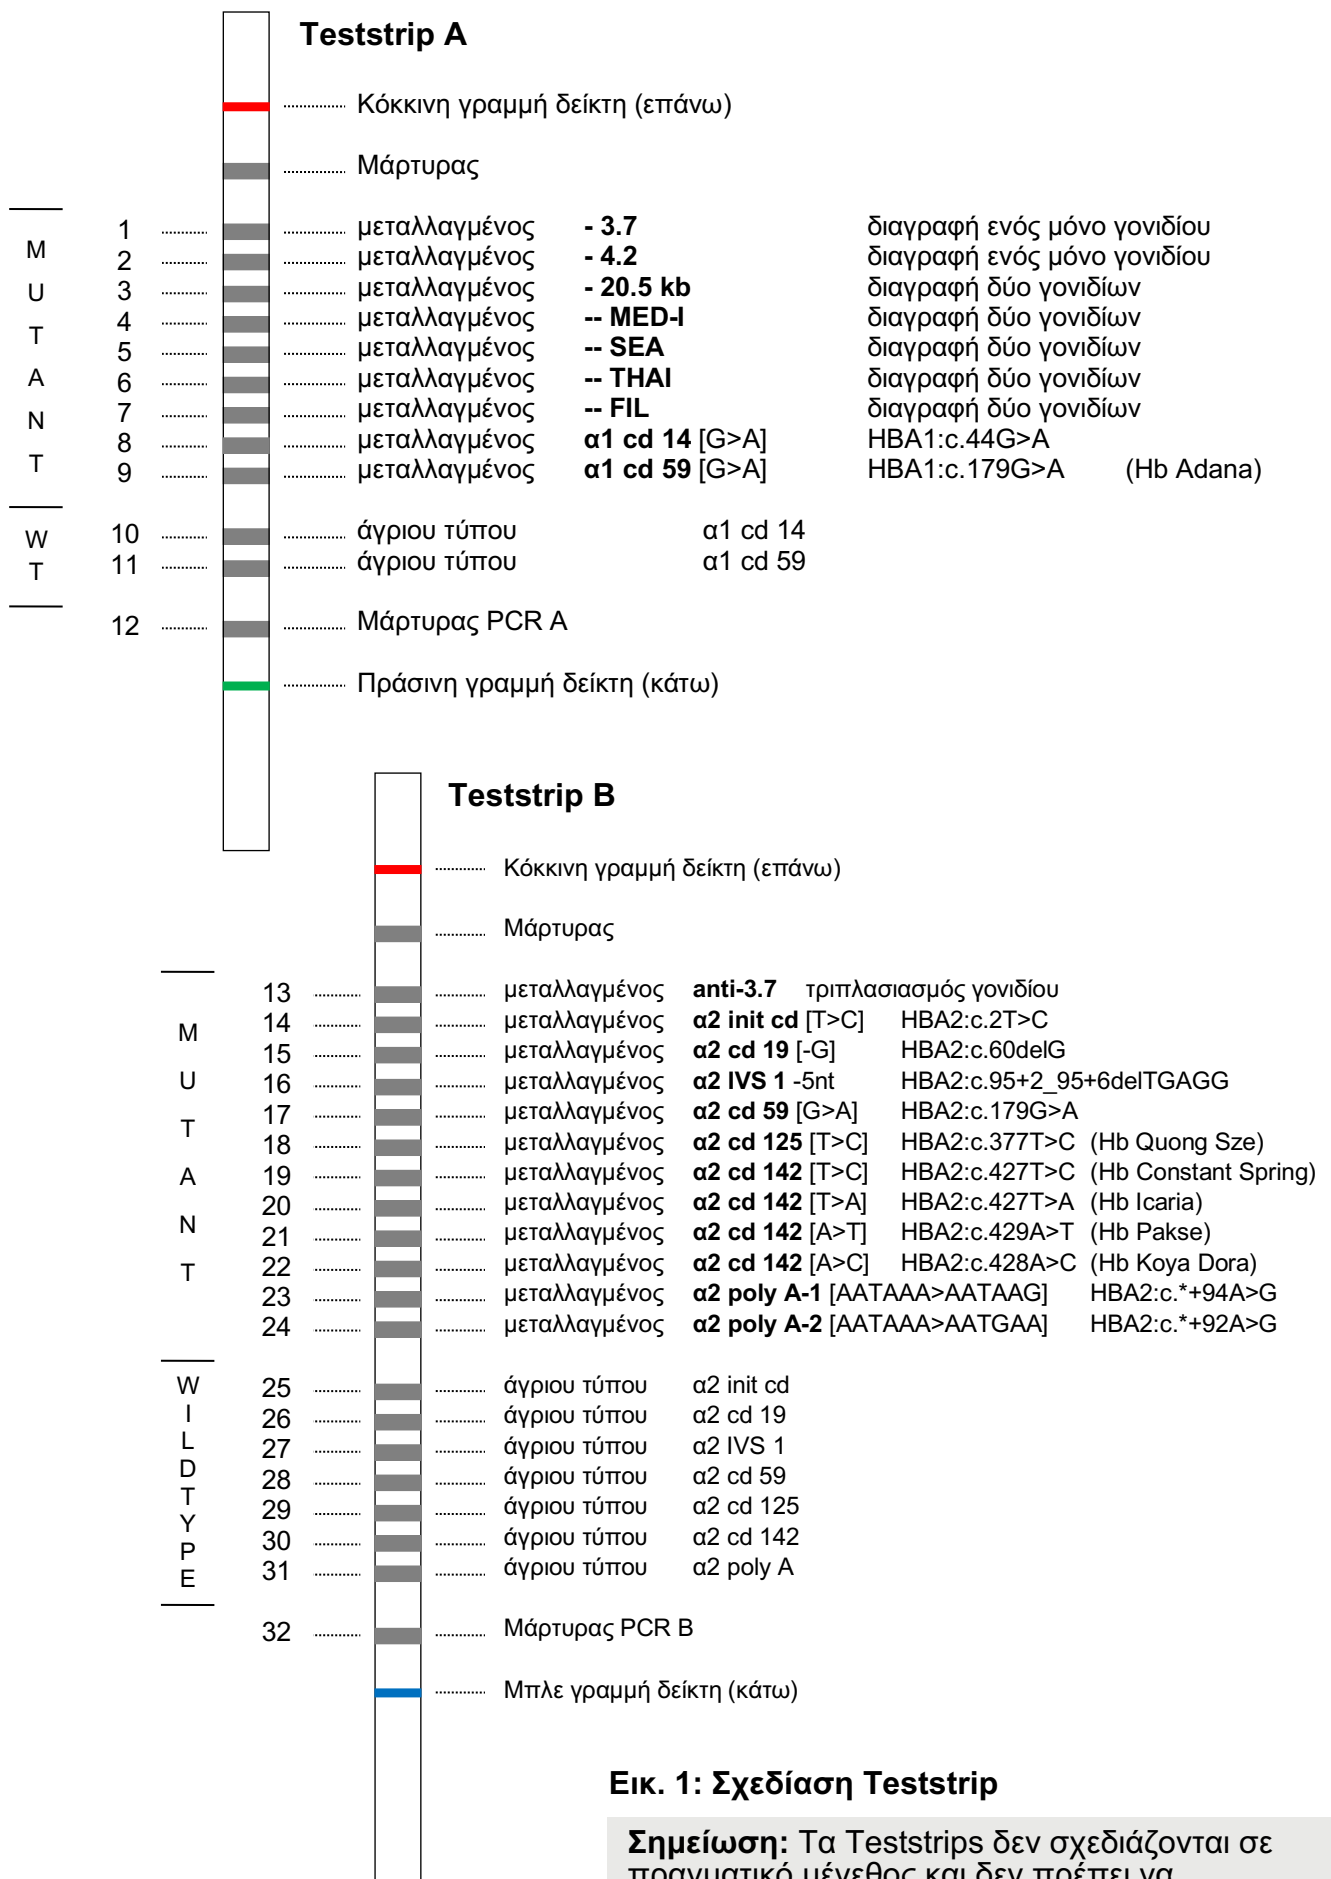 Teststrip A
Κόκκινη γραμμή δείκτη (επάνω)
Μάρτυρας
MUTANT
1 μεταλλαγμένος - 3.7 διαγραφή ενός μόνο γονιδίου
2 μεταλλαγμένος - 4.2 διαγραφή ενός μόνο γονιδίου
3 μεταλλαγμένος - 20.5 kb διαγραφή δύο γονιδίων
4 μεταλλαγμένος -- MED-I διαγραφή δύο γονιδίων
5 μεταλλαγμένος -- SEA διαγραφή δύο γονιδίων
6 μεταλλαγμένος -- THAI διαγραφή δύο γονιδίων
7 μεταλλαγμένος -- FIL διαγραφή δύο γονιδίων
8 μεταλλαγμένος α1 cd 14 [G>A] HBA1:c.44G>A
9 μεταλλαγμένος α1 cd 59 [G>A] HBA1:c.179G>A (Hb Adana)
WT
10 άγριου τύπου α1 cd 14
11 άγριου τύπου α1 cd 59
12 Μάρτυρας PCR A
Πράσινη γραμμή δείκτη (κάτω)
Teststrip B
Κόκκινη γραμμή δείκτη (επάνω)
Μάρτυρας
MUTANT
13 μεταλλαγμένος anti-3.7 τριπλασιασμός γονιδίου
14 μεταλλαγμένος α2 init cd [T>C] HBA2:c.2T>C
15 μεταλλαγμένος α2 cd 19 [-G] HBA2:c.60delG
16 μεταλλαγμένος α2 IVS 1 -5nt HBA2:c.95+2_95+6delTGAGG
17 μεταλλαγμένος α2 cd 59 [G>A] HBA2:c.179G>A
18 μεταλλαγμένος α2 cd 125 [T>C] HBA2:c.377T>C (Hb Quong Sze)
19 μεταλλαγμένος α2 cd 142 [T>C] HBA2:c.427T>C (Hb Constant Spring)
20 μεταλλαγμένος α2 cd 142 [T>A] HBA2:c.427T>A (Hb Icaria)
21 μεταλλαγμένος α2 cd 142 [A>T] HBA2:c.429A>T (Hb Pakse)
22 μεταλλαγμένος α2 cd 142 [A>C] HBA2:c.428A>C (Hb Koya Dora)
23 μεταλλαγμένος α2 poly A-1 [AATAAA>AATAAG] HBA2:c.*+94A>G
24 μεταλλαγμένος α2 poly A-2 [AATAAA>AATGAA] HBA2:c.*+92A>G
WILDTYPE
25 άγριου τύπου α2 init cd
26 άγριου τύπου α2 cd 19
27 άγριου τύπου α2 IVS 1
28 άγριου τύπου α2 cd 59
29 άγριου τύπου α2 cd 125
30 άγριου τύπου α2 cd 142
31 άγριου τύπου α2 poly A
32 Μάρτυρας PCR B
Μπλε γραμμή δείκτη (κάτω)
Εικ. 1: Σχεδίαση Teststrip
Σημείωση: Τα Teststrips δεν σχεδιάζονται σε
πραγματικό μέγεθος και δεν πρέπει να